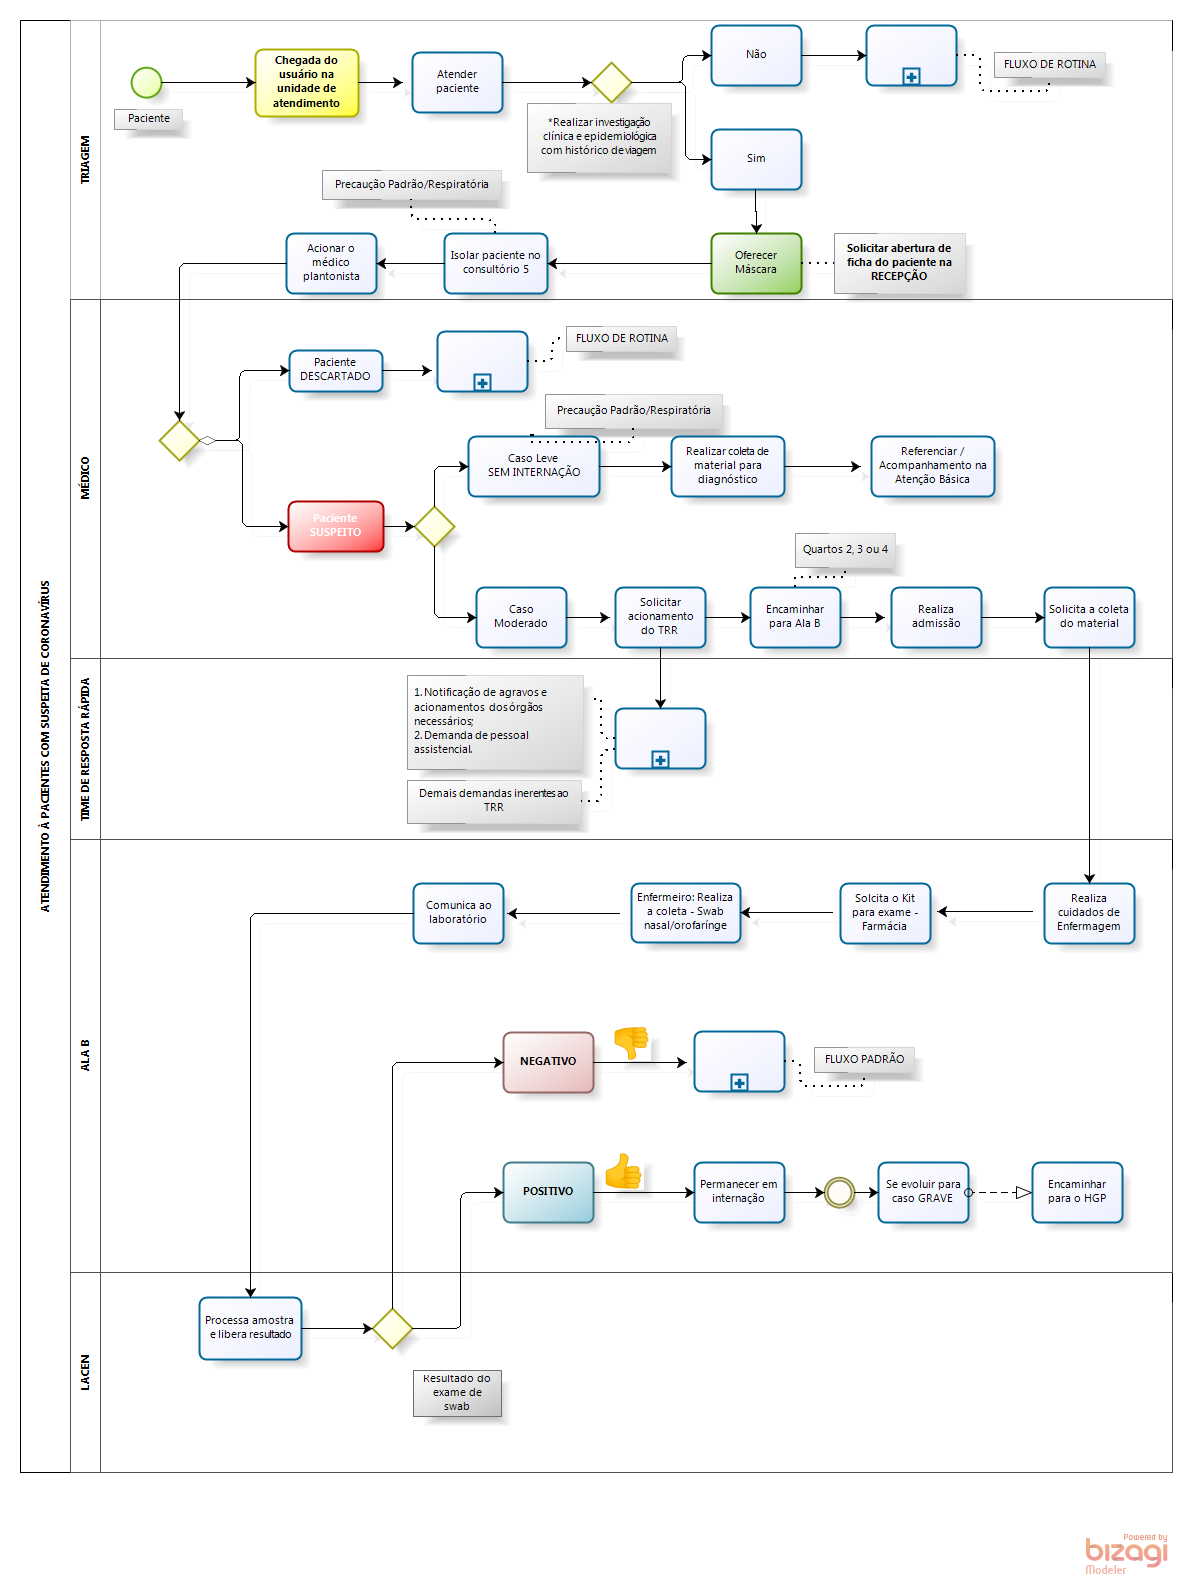 ATENDIMENTO À PACIENTES COM SUSPEITA DE CORONAVÍRUS
TRIAGEM
Paciente
Chegada do
usuário na
unidade de
atendimento
Atender
paciente
*Realizar investigação
clínica e epidemiológica
com histórico de viagem
Não
FLUXO DE ROTINA
Sim
Oferecer
Máscara
Solicitar abertura de
ficha do paciente na
RECEPÇÃO
Precaução Padrão/Respiratória
Isolar paciente no
consultório 5
Acionar o
médico
plantonista
MÉDICO
Paciente
DESCARTADO
FLUXO DE ROTINA
Paciente
SUSPEITO
Precaução Padrão/Respiratória
Caso Leve
SEM INTERNAÇÃO
Realizar coleta de
material para
diagnóstico
Referenciar /
Acompanhamento na
Atenção Básica
Caso
Moderado
Solicitar
acionamento
do TRR
Quartos 2, 3 ou 4
Encaminhar
para Ala B
Realiza
admissão
Solicita a coleta
do material
TIME DE RESPOSTA RÁPIDA
1. Notificação de agravos e
acionamentos dos órgãos
necessários;
2. Demanda de pessoal
assistencial.
Demais demandas inerentes ao
TRR
ALA B
Realiza
cuidados de
Enfermagem
Solcita o Kit
para exame -
Farmácia
Enfermeiro: Realiza
a coleta - Swab
nasal/orofarínge
Comunica ao
laboratório
NEGATIVO
FLUXO PADRÃO
POSITIVO
Permanecer em
internação
Se evoluir para
caso GRAVE
Encaminhar
para o HGP
LACEN
Processa amostra
e libera resultado
Resultado do
exame de
swab
Powered by
bizagi
Modeler